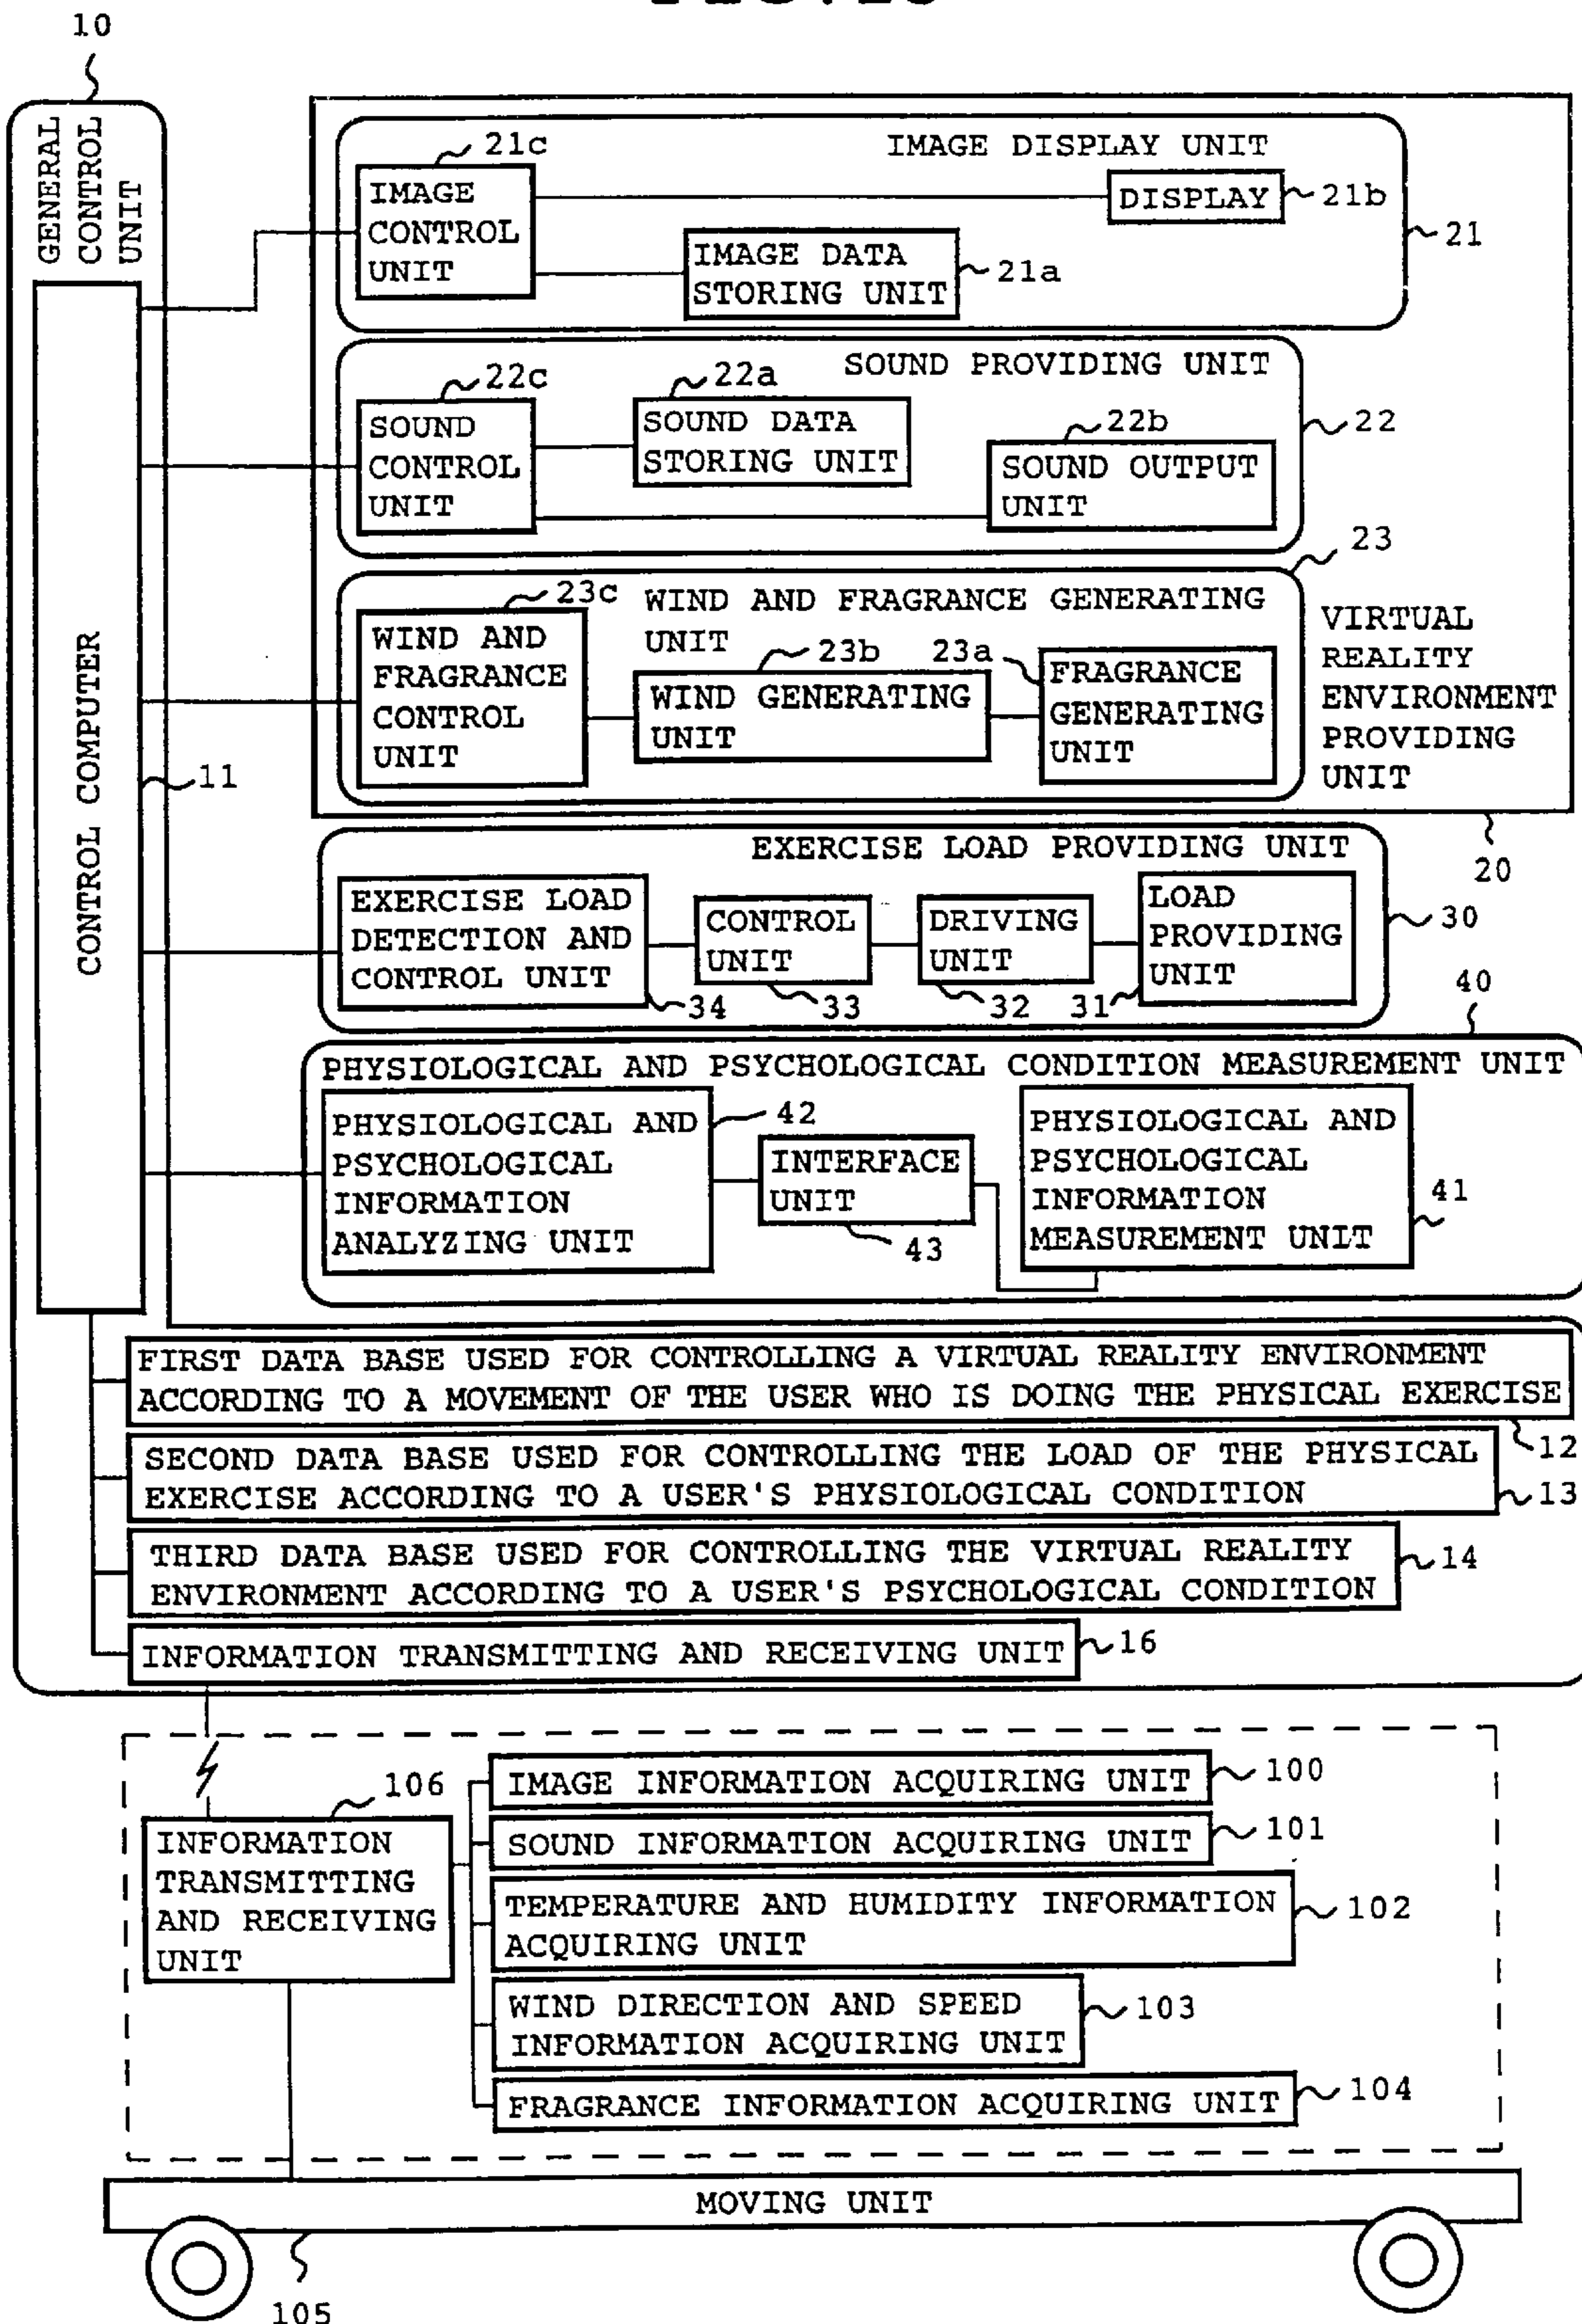 10
GENERAL
CONTROL
UNIT
CONTROL COMPUTER
11
21c
IMAGE DISPLAY UNIT
IMAGE
CONTROL
UNIT
DISPLAY
21b
21
IMAGE DATA
STORING UNIT
21a
SOUND PROVIDING UNIT
22c
22a
SOUND
CONTROL
UNIT
SOUND DATA
STORING UNIT
22b
SOUND OUTPUT
UNIT
22
23
23c
WIND AND FRAGRANCE GENERATING
UNIT
WIND AND
FRAGRANCE
CONTROL
UNIT
23b
WIND GENERATING
UNIT
23a
FRAGRANCE
GENERATING
UNIT
VIRTUAL
REALITY
ENVIRONMENT
PROVIDING
UNIT
20
EXERCISE LOAD PROVIDING UNIT
EXERCISE LOAD
DETECTION AND
CONTROL UNIT
34
CONTROL
UNIT
33
DRIVING
UNIT
32
LOAD
PROVIDING
UNIT
31
30
40
PHYSIOLOGICAL AND PSYCHOLOGICAL CONDITION MEASUREMENT UNIT
PHYSIOLOGICAL AND
PSYCHOLOGICAL
INFORMATION
ANALYZING UNIT
42
INTERFACE
UNIT
43
PHYSIOLOGICAL AND
PSYCHOLOGICAL
INFORMATION
MEASUREMENT UNIT
41
FIRST DATA BASE USED FOR CONTROLLING A VIRTUAL REALITY ENVIRONMENT
ACCORDING TO A MOVEMENT OF THE USER WHO IS DOING THE PHYSICAL EXERCISE
12
SECOND DATA BASE USED FOR CONTROLLING THE LOAD OF THE PHYSICAL
EXERCISE ACCORDING TO A USER'S PHYSIOLOGICAL CONDITION
13
THIRD DATA BASE USED FOR CONTROLLING THE VIRTUAL REALITY
ENVIRONMENT ACCORDING TO A USER'S PSYCHOLOGICAL CONDITION
14
INFORMATION TRANSMITTING AND RECEIVING UNIT
16
106
INFORMATION
TRANSMITTING
AND RECEIVING
UNIT
IMAGE INFORMATION ACQUIRING UNIT
100
SOUND INFORMATION ACQUIRING UNIT
101
TEMPERATURE AND HUMIDITY INFORMATION
ACQUIRING UNIT
102
WIND DIRECTION AND SPEED
INFORMATION ACQUIRING UNIT
103
FRAGRANCE INFORMATION ACQUIRING UNIT
104
MOVING UNIT
105